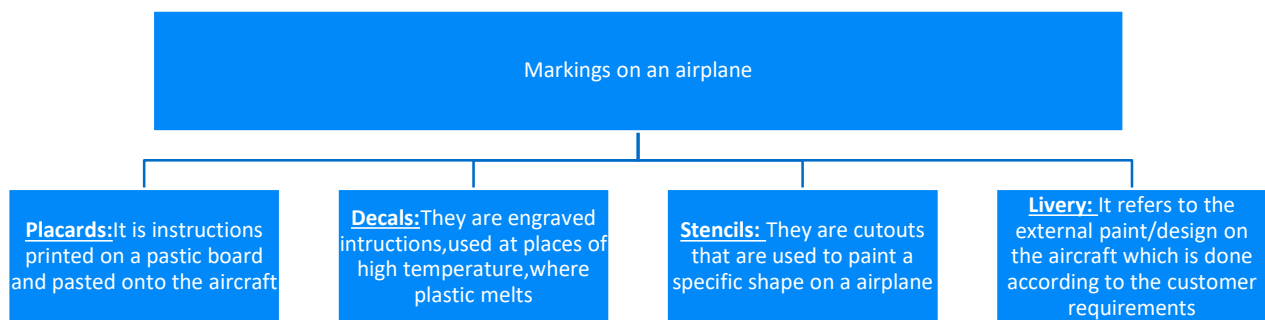 Markings on an airplane
Placards:It is instructions
printed on a pastic board
and pasted onto the aircraft
Decals:They are engraved
intructions,used at places of
high temperature,where
plastic melts
Stencils: They are cutouts
that are used to paint a
specific shape on a airplane
Livery: It refers to the
external paint/design on
the aircraft which is done
according to the customer
requirements